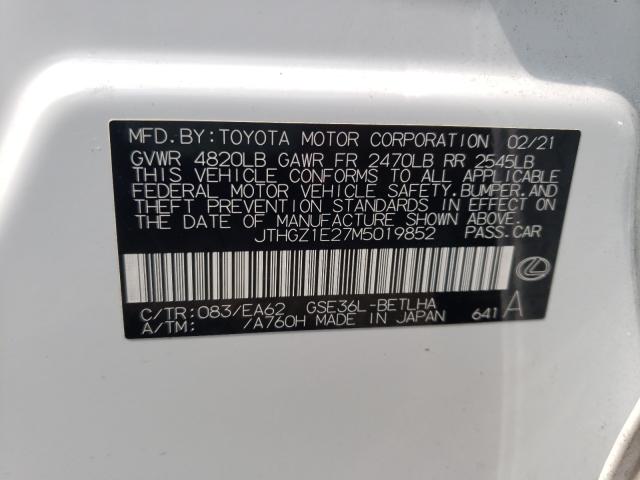 MFD.BY:TOYOTA MOTOR CORPORATION 02/21
GVWR 4820LB GAWR FR 2470LB RR 2545LB
THIS VEHICLE CONFORMS TO ALL APPLICABLE
FEDERAL MOTOR VEHICLE SAFETY,BUMPER,AND
THEFT PREVENTION STANDARDS IN EFFECT ON
THE DATE OF MANUFACTURE SHOWN ABOVE.
JTHGZ1E27M5019852 PASS.CAR
C/TR:083/EA62 GSE36L-BETLHA
A/TM: /A760H MADE IN JAPAN 641 A